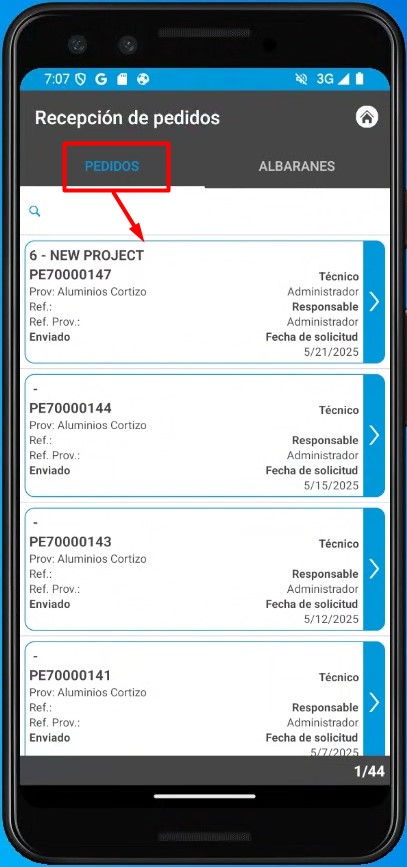 7:07 3G
Recepción de pedidos
PEDIDOS ALBARANES
6 - NEW PROJECT
PE70000147 Técnico
Prov: Aluminios Cortizo Administrador
Ref.: Responsable
Ref. Prov.: Administrador
Enviado Fecha de solicitud
5/21/2025
-
PE70000144 Técnico
Prov: Aluminios Cortizo
Ref.: Responsable
Ref. Prov.: Administrador
Enviado Fecha de solicitud
5/15/2025
-
PE70000143 Técnico
Prov: Aluminios Cortizo
Ref.: Responsable
Ref. Prov.: Administrador
Enviado Fecha de solicitud
5/12/2025
-
PE70000141 Técnico
Prov: Aluminios Cortizo
Ref.: Responsable
Ref. Prov.: Administrador
Enviado Fecha de solicitud
5/7/2025
1/44